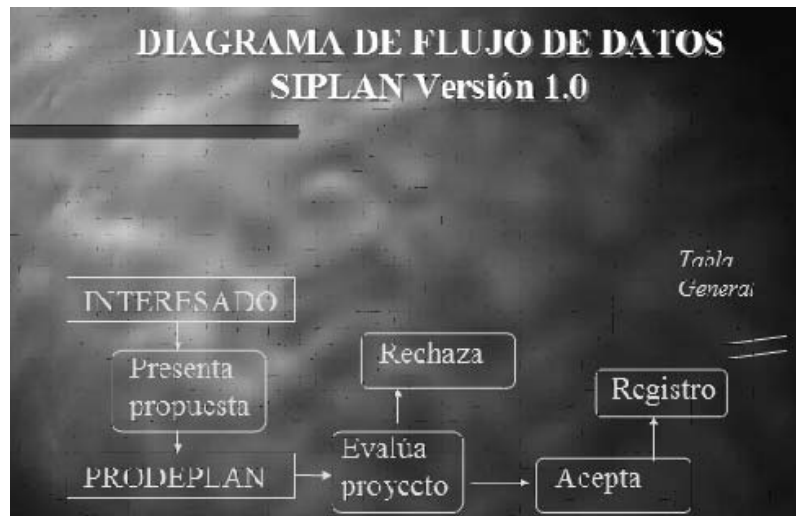 DIAGRAMA DE FLUJO DE DATOS
SIPLAN Versión 1.0
Tabla
General
INTERESADO
Rechaza
Presenta
propuesta
Registro
Evalúa
proyecto
PRODEPLAN
Acepta